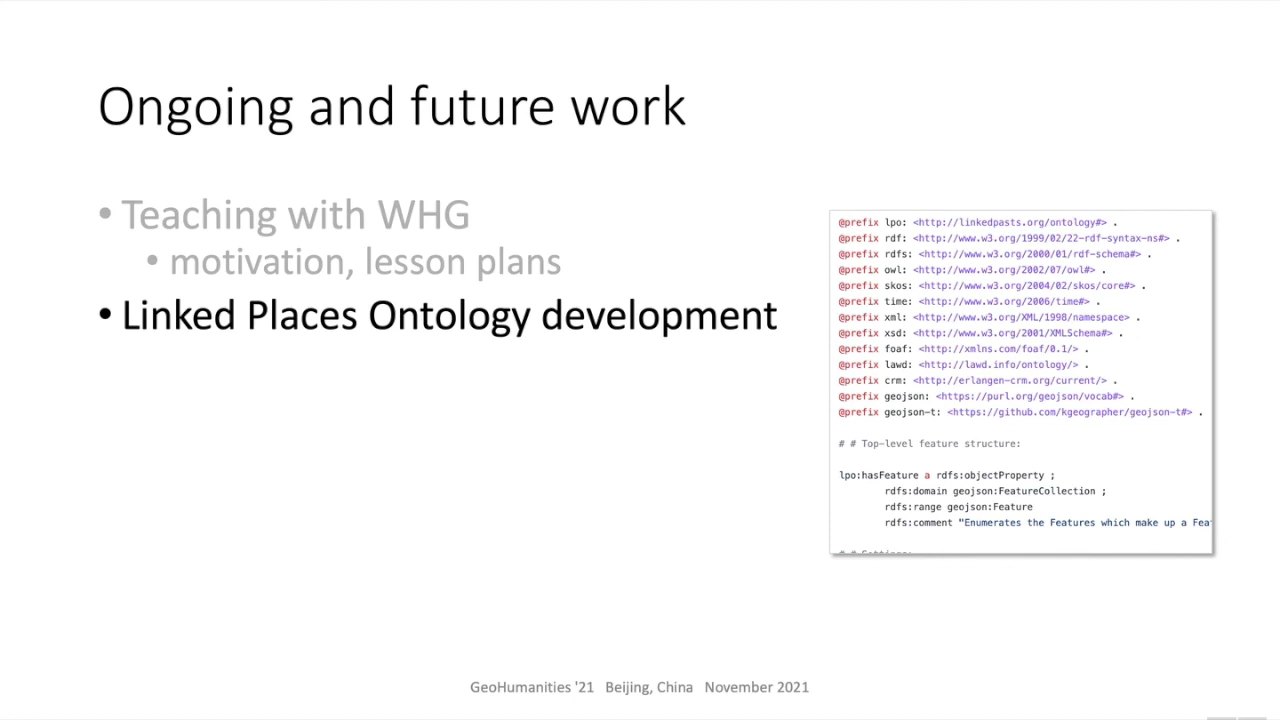 Ongoing and future work
• Teaching with WHG
• motivation, lesson plans
• Linked Places Ontology development
@prefix lpo: <http://linkedpasts.org/ontology#> .
@prefix rdf: <http://www.w3.org/1999/02/22-rdf-syntax-ns#> .
@prefix rdfs: <http://www.w3.org/2000/01/rdf-schema#> .
@prefix owl: <http://www.w3.org/2002/07/owl#> .
@prefix skos: <http://www.w3.org/2004/02/skos/core#> .
@prefix time: <http://www.w3.org/2006/time#> .
@prefix xml: <http://www.w3.org/XML/1998/namespace> .
@prefix xsd: <http://www.w3.org/2001/XMLSchema#> .
@prefix foaf: <http://xmlns.com/foaf/0.1/> .
@prefix lawd: <http://lawd.info/ontology/> .
@prefix crm: <http://erlangen-crm.org/current/> .
@prefix geojson: <https://purl.org/geojson/vocab#> .
@prefix geojson-t: <https://github.com/kgeographer/geojson-t#> .
# # Top-level feature structure:
lpo:hasFeature a rdfs:objectProperty ;
rdfs:domain geojson:FeatureCollection ;
rdfs:range geojson:Feature
rdfs:comment "Enumerates the Features which make up a Fea
GeoHumanities '21 Beijing, China November 2021